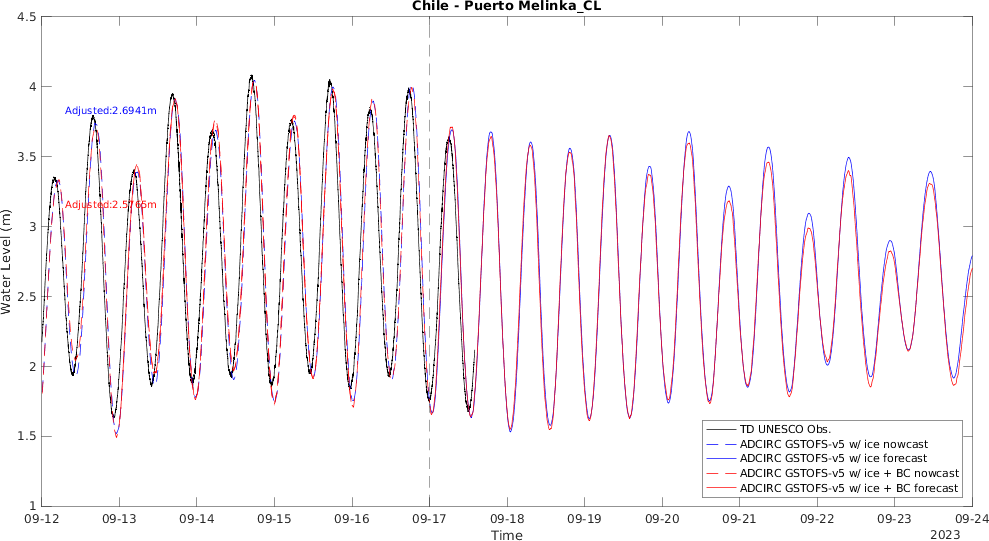 Chile - Puerto Melinka_CL
Water Level (m)
4.5
4
3.5
3
2.5
2
1.5
1
Adjusted:2.6941m
Adjusted:2.5765m
TD UNESCO Obs.
ADCIRC GSTOFS-v5 w/ ice nowcast
ADCIRC GSTOFS-v5 w/ ice forecast
ADCIRC GSTOFS-v5 w/ ice + BC nowcast
ADCIRC GSTOFS-v5 w/ ice + BC forecast
09-12 09-13 09-14 09-15 09-16 09-17 09-18 09-19 09-20 09-21 09-22 09-23 09-24
Time
2023